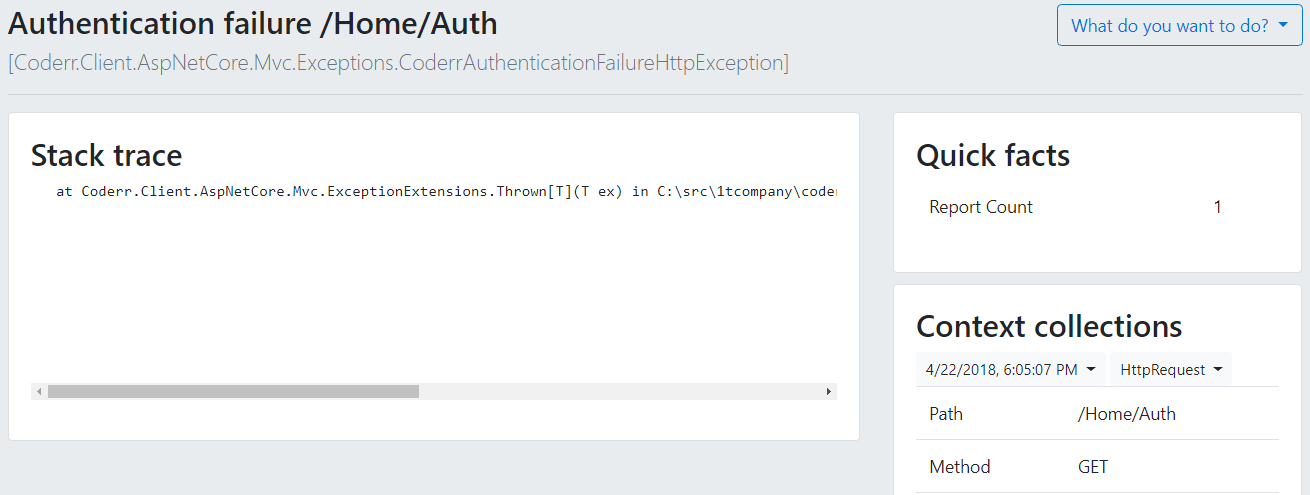 Authentication failure /Home/Auth
What do you want to do?
[Coderr.Client.AspNetCore.Mvc.Exceptions.CoderrAuthenticationFailureHttpException]
Stack trace
at Coderr.Client.AspNetCore.Mvc.ExceptionExtensions.Thrown[T](T ex) in C:\src\1tcompany\coder
Quick facts
Report Count 1
Context collections
4/22/2018, 6:05:07 PM HttpRequest
Path /Home/Auth
Method GET